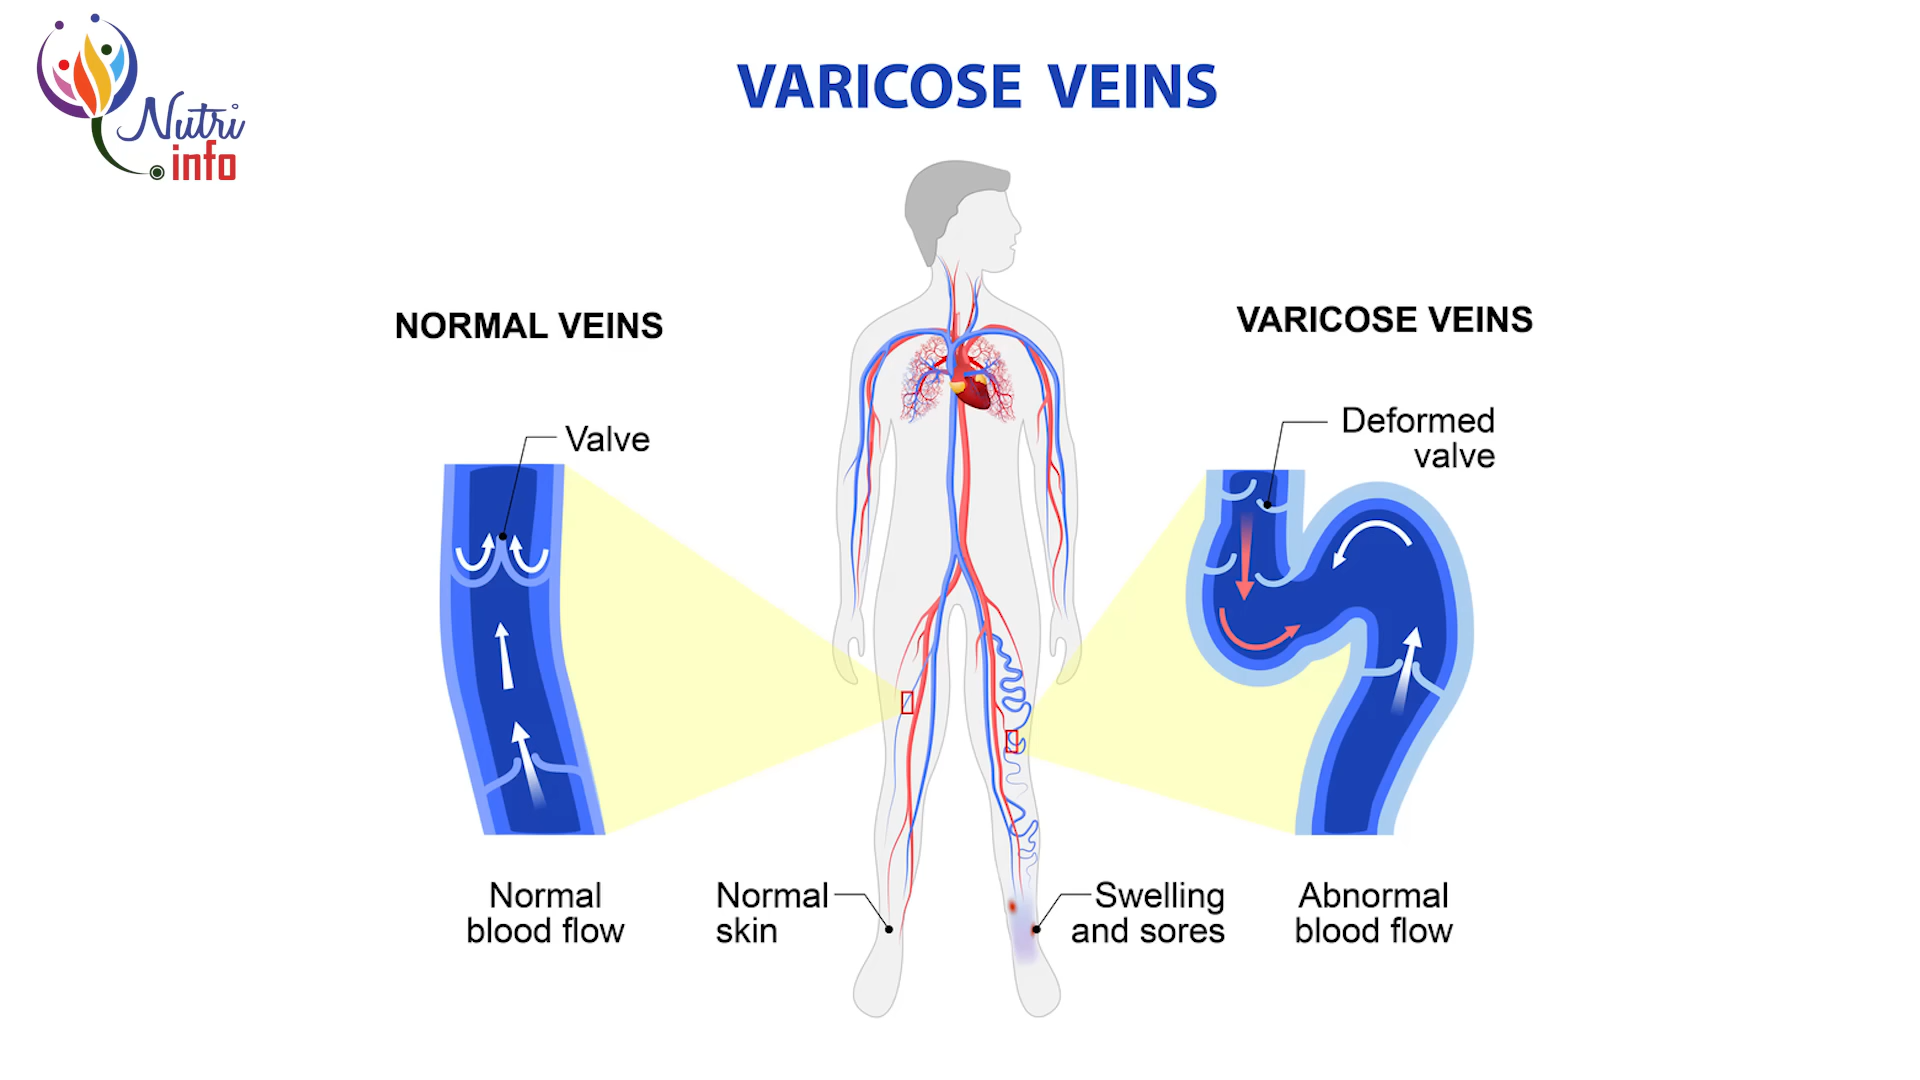 Nutri
info
VARICOSE VEINS
NORMAL VEINS
VARICOSE VEINS
Valve
Deformed
valve
Normal
blood flow
Normal
skin
Swelling
and sores
Abnormal
blood flow